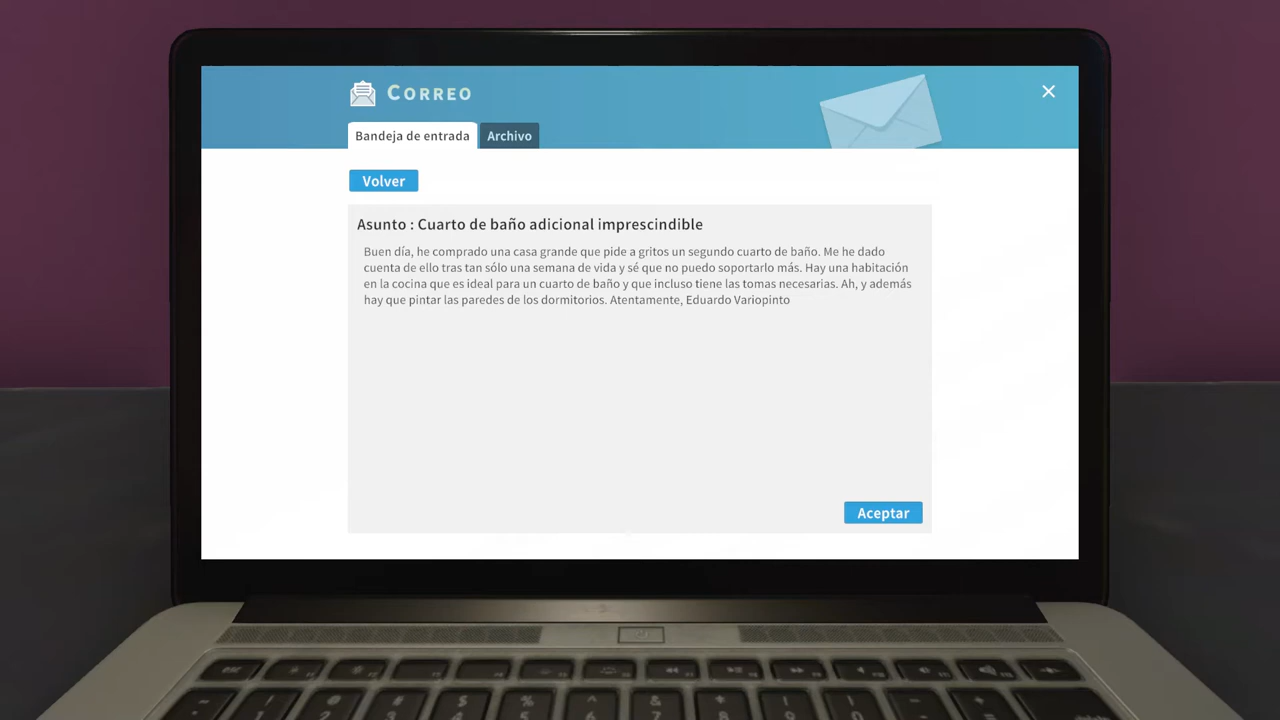 Correo
Bandeja de entrada
Archivo
Volver
Asunto : Cuarto de baño adicional imprescindible
Buen día, he comprado una casa grande que pide a gritos un segundo cuarto de baño. Me he dado
cuenta de ello tras tan sólo una semana de vida y sé que no puedo soportarlo más. Hay una habitación
en la cocina que es ideal para un cuarto de baño y que incluso tiene las tomas necesarias. Ah, y además
hay que pintar las paredes de los dormitorios. Atentamente, Eduardo Variopinto
Aceptar